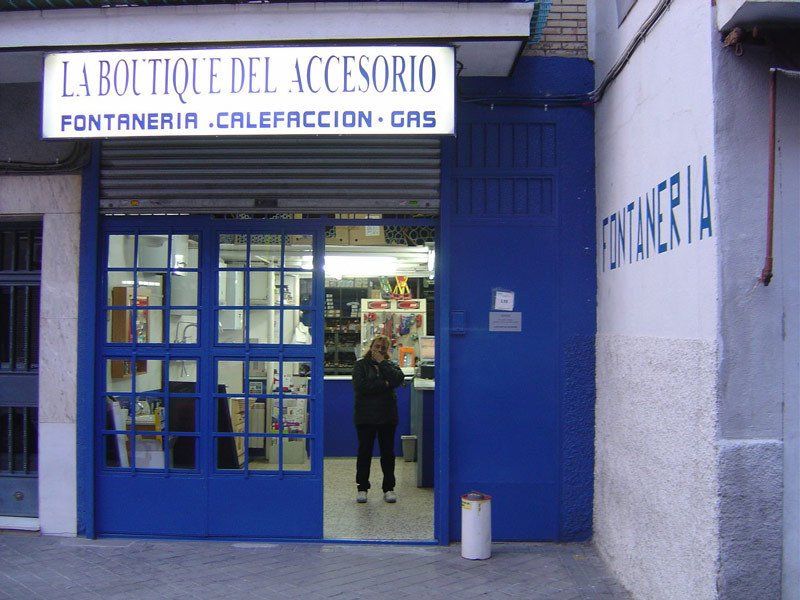 LA BOUTIQUE DEL ACCESORIO
FONTANERIA . CALEFACCION · GAS
FONTANERIA